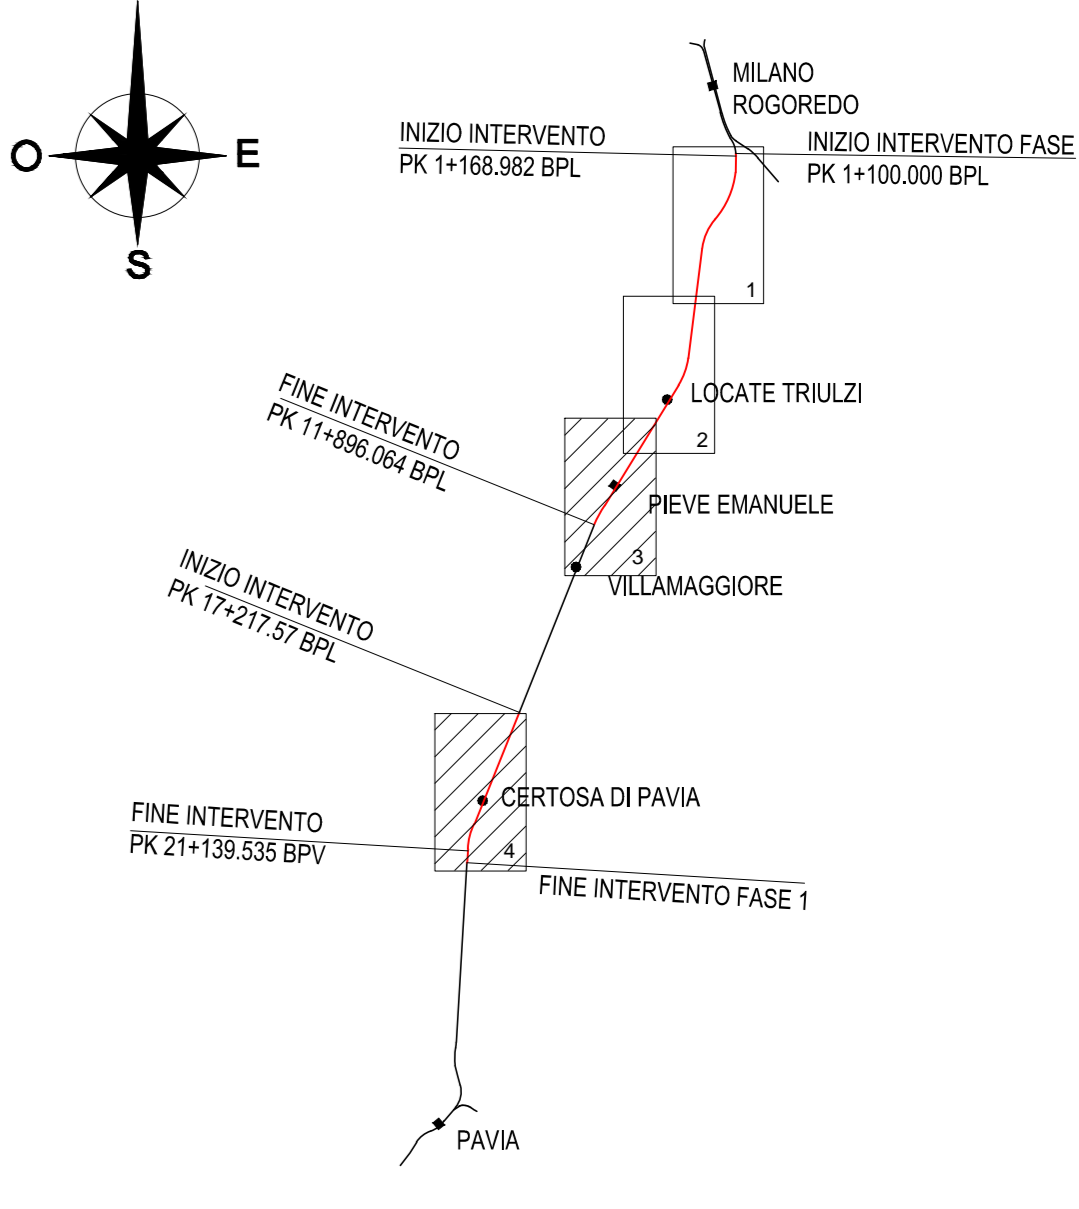 MILANO
ROGOREDO
INIZIO INTERVENTO
PK 1+168.982 BPL
INIZIO INTERVENTO FASE
PK 1+100.000 BPL
O
E
S
1
FINE INTERVENTO
PK 11+896.064 BPL
LOCATE TRIULZI
2
PIEVE EMANUELE
3
VILLAMAGGIORE
INIZIO INTERVENTO
PK 17+217.57 BPL
CERTOSA DI PAVIA
FINE INTERVENTO
PK 21+139.535 BPV
4
FINE INTERVENTO FASE 1
PAVIA